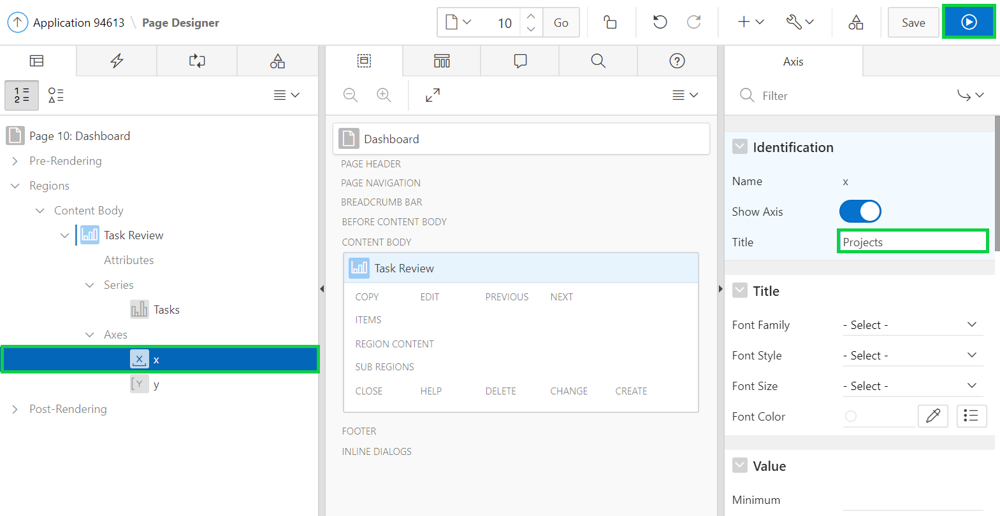 Application 94613 \ Page Designer
10
Go
Save
1 =
2 =
Page 10: Dashboard
Pre-Rendering
Regions
Content Body
Task Review
Attributes
Series
Tasks
Axes
X x
Y y
Post-Rendering
Dashboard
PAGE HEADER
PAGE NAVIGATION
BREADCRUMB BAR
BEFORE CONTENT BODY
CONTENT BODY
Task Review
COPY EDIT PREVIOUS NEXT
ITEMS
REGION CONTENT
SUB REGIONS
CLOSE HELP DELETE CHANGE CREATE
FOOTER
INLINE DIALOGS
Axis
Filter
Identification
Name x
Show Axis
Title Projects
Title
Font Family - Select -
Font Style - Select -
Font Size - Select -
Font Color
Value
Minimum